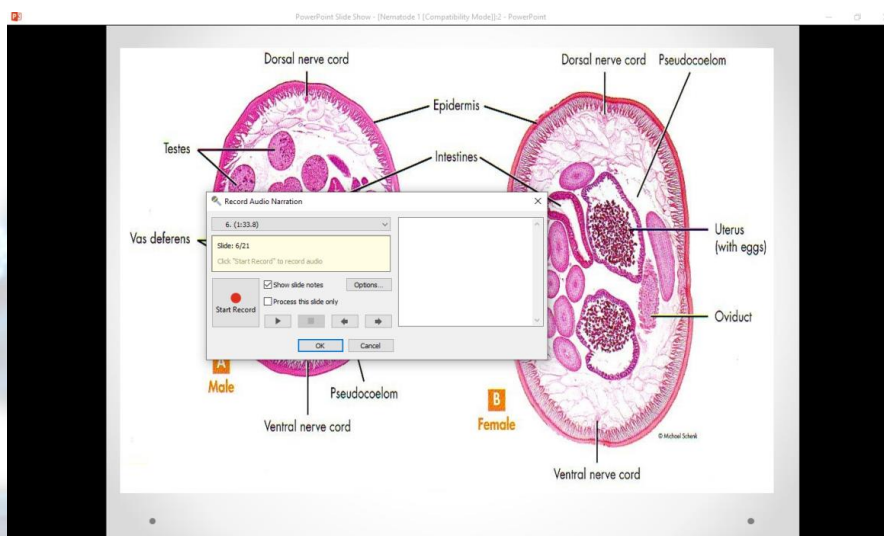 PowerPoint Slide Show - [Nematode 1 [Compatibility Mode]]:2 - PowerPoint
Dorsal nerve cord
Dorsal nerve cord
Pseudocoelom
Epidermis
Testes
Intestines
Record Audio Narration
6. (1:33.8)
Slide: 6/21
Click "Start Record" to record audio
Show slide notes
Options...
Process this slide only
Start Record
OK
Cancel
Vas deferens
Uterus
(with eggs)
Oviduct
A
Male
Pseudocoelom
Ventral nerve cord
B
Female
© Michael Schenk
Ventral nerve cord